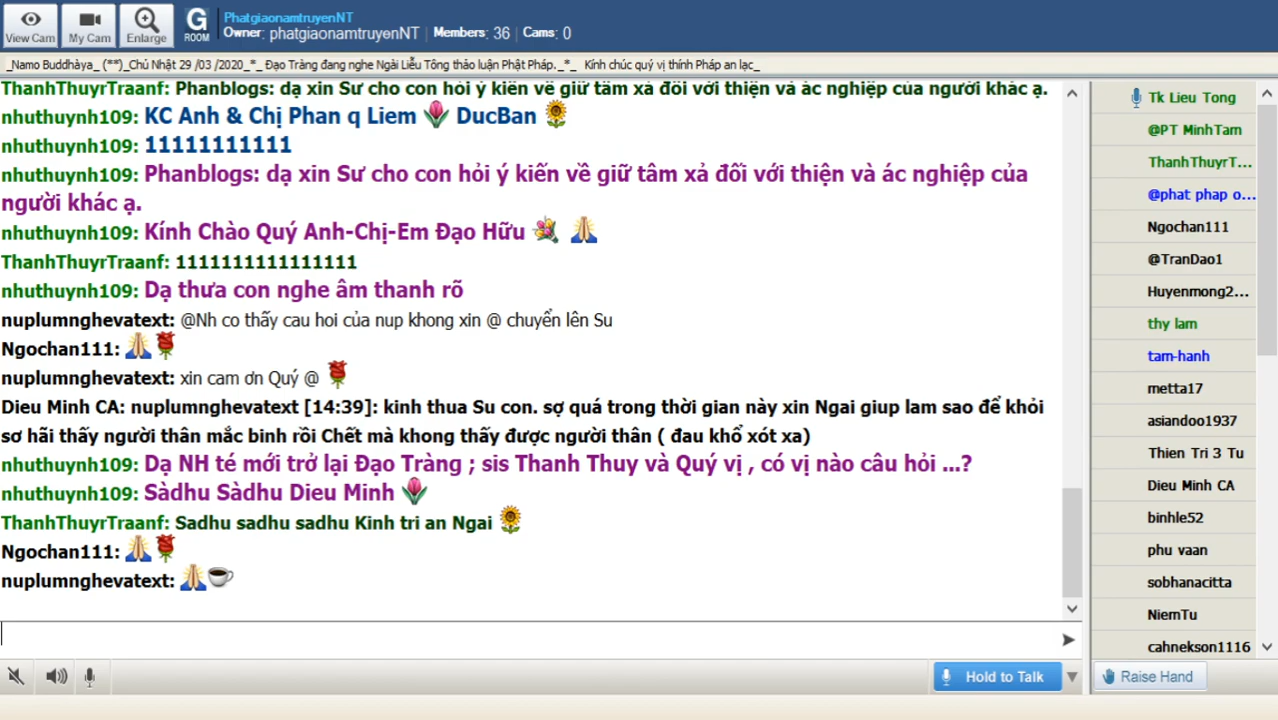 View Cam
My Cam
Enlarge
G
ROOM
PhatgiaonamtruyenNT
Owner: phatgiaonamtruyenNT | Members: 36 | Cams: 0
_Namo Buddhàya_ (**)_Chủ Nhật 29 /03 /2020_*_ Đạo Tràng đang nghe Ngài Liễu Tông thảo luận Phật Pháp._*_ Kính chúc quý vị thính Pháp an lạc_
ThanhThuyrTraanf: Phanblogs: dạ xin Sư cho con hỏi ý kiến về giữ tâm xả đối với thiện và ác nghiệp của người khác ạ.
nhuthuynh109: KC Anh & Chị Phan q Liem 🌷 DucBan 🌻
nhuthuynh109: 11111111111
nhuthuynh109: Phanblogs: dạ xin Sư cho con hỏi ý kiến về giữ tâm xả đối với thiện và ác nghiệp của
người khác ạ.
nhuthuynh109: Kính Chào Quý Anh-Chị-Em Đạo Hữu 💐 🙏
ThanhThuyrTraanf: 1111111111111111
nhuthuynh109: Dạ thưa con nghe âm thanh rõ
nuplumnghevatext: @Nh co thấy cau hoi của nup khong xin @ chuyển lên Su
Ngochan111: 🙏🌹
nuplumnghevatext: xin cam ơn Quý @ 🌹
Dieu Minh CA: nuplumnghevatext [14:39]: kinh thua Su con. sợ quá trong thời gian này xin Ngai giup lam sao để khỏi
sơ hãi thấy người thân mắc binh rồi Chết mà khong thấy được người thân ( đau khổ xót xa)
nhuthuynh109: Dạ NH té mới trở lại Đạo Tràng ; sis Thanh Thuy và Quý vị , có vị nào câu hỏi ...?
nhuthuynh109: Sàdhu Sàdhu Dieu Minh 🌷
ThanhThuyrTraanf: Sadhu sadhu sadhu Kinh tri an Ngai 🌻
Ngochan111: 🙏🌹
nuplumnghevatext: 🙏☕
Tk Lieu Tong
@PT MinhTam
ThanhThuyrT...
@phat phap o...
Ngochan111
@TranDao1
Huyenmong2...
thy lam
tam-hanh
metta17
asiandoo1937
Thien Tri 3 Tu
Dieu Minh CA
binhle52
phu vaan
sobhanacitta
NiemTu
cahnekson1116
Hold to Talk
Raise Hand